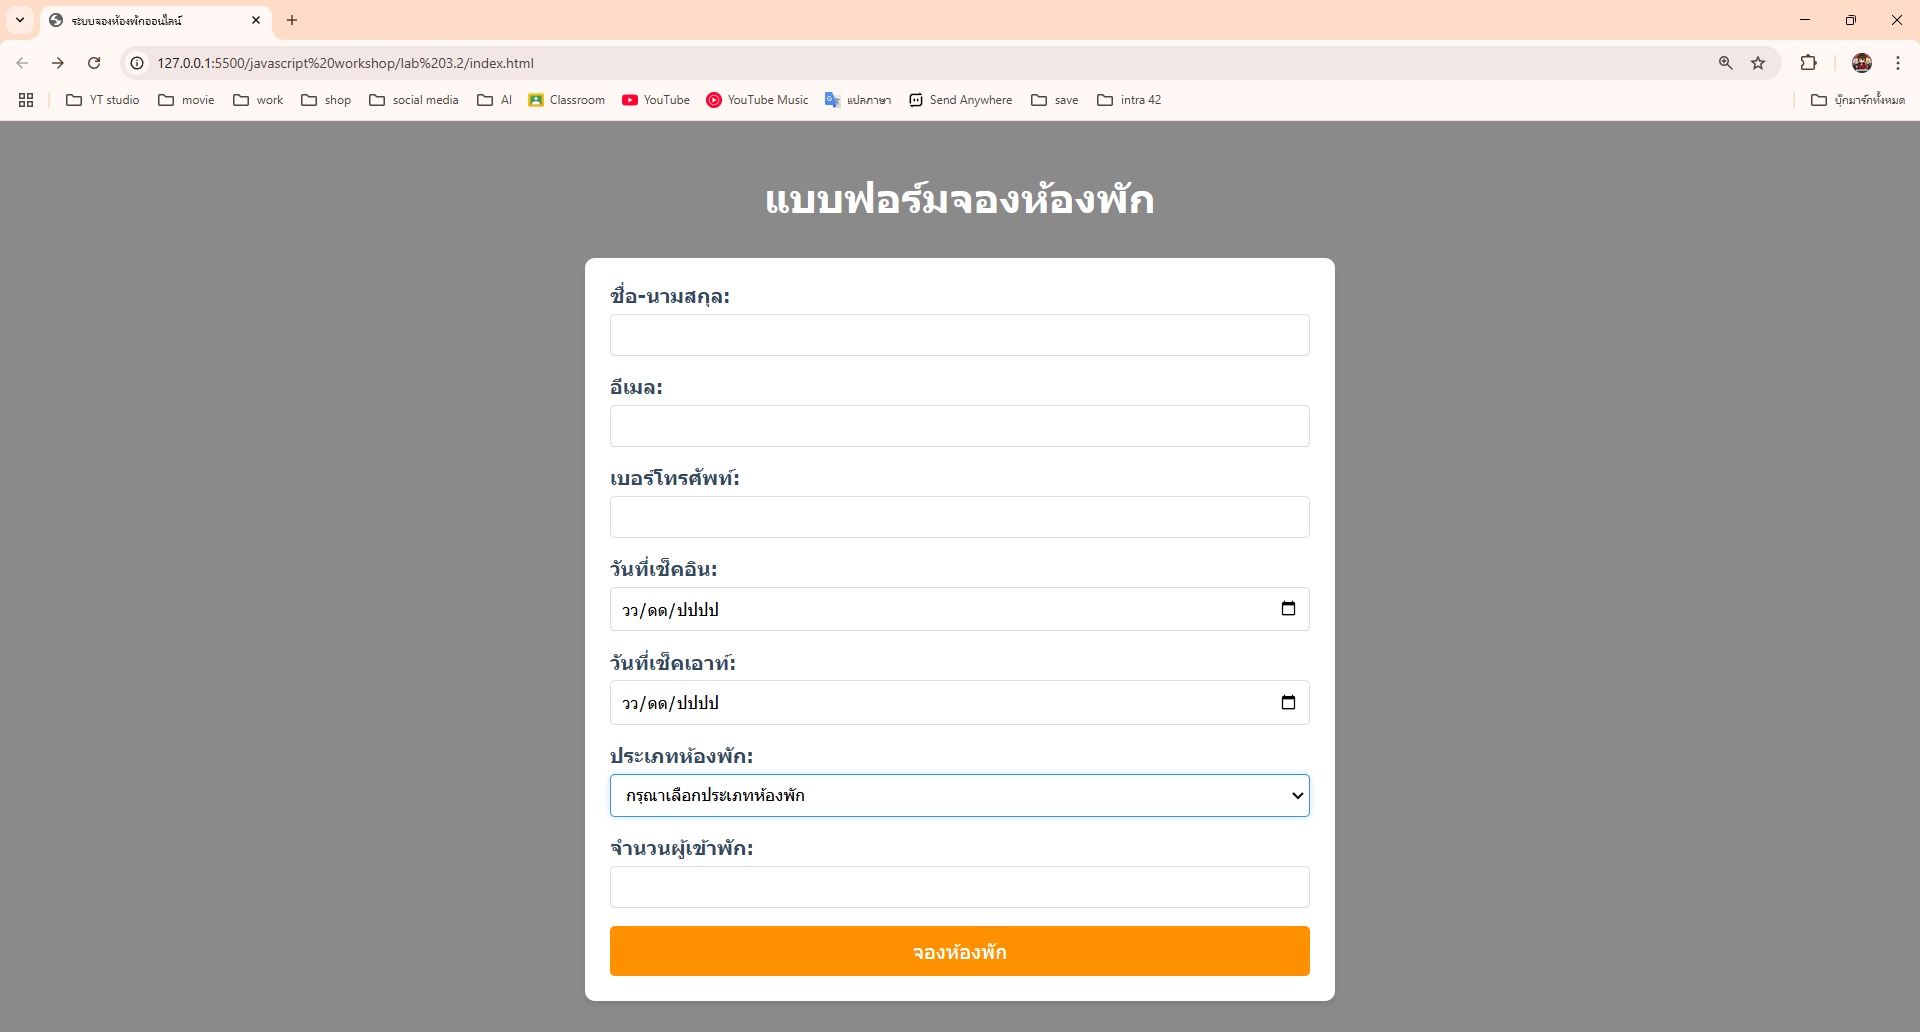 ระบบจองห้องพักออนไลน์
127.0.0.1:5500/javascript%20workshop/lab%203.2/index.html
YT studio movie work shop social media AI Classroom YouTube YouTube Music แปลภาษา Send Anywhere save intra 42 บุ๊กมาร์กทั้งหมด
แบบฟอร์มจองห้องพัก
ชื่อ-นามสกุล:
อีเมล:
เบอร์โทรศัพท์:
วันที่เช็คอิน:
วว/ดด/ปปปป
วันที่เช็คเอาท์:
วว/ดด/ปปปป
ประเภทห้องพัก:
กรุณาเลือกประเภทห้องพัก
จำนวนผู้เข้าพัก:
จองห้องพัก